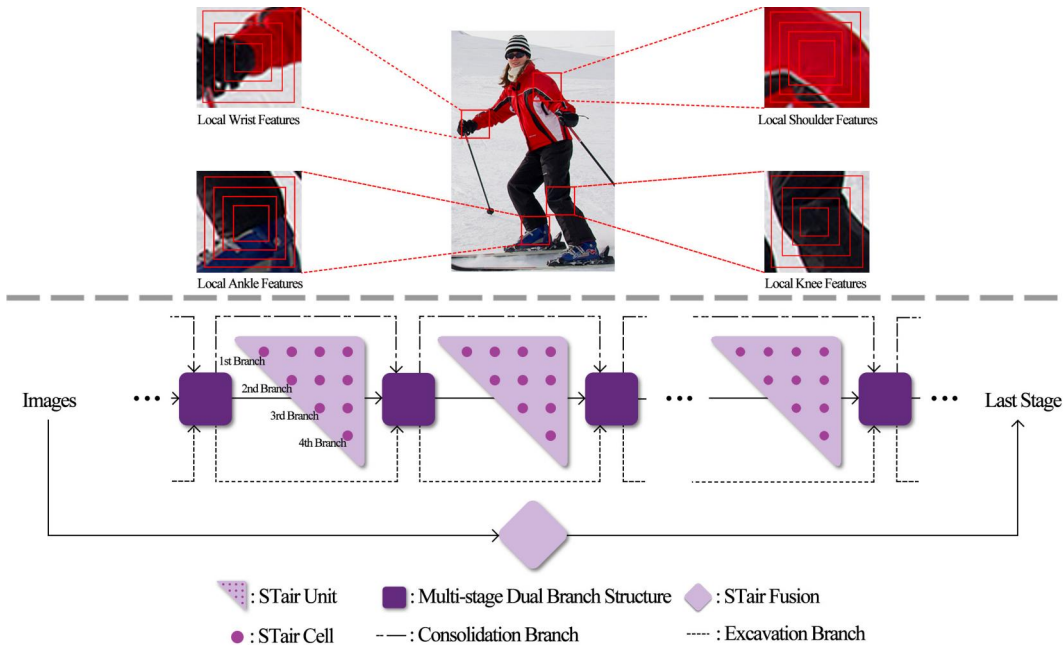 Local Wrist Features
Local Shoulder Features
Local Ankle Features
Local Knee Features
1st Branch
2nd Branch
3rd Branch
4th Branch
Images
•••
•••
•••
Last Stage
: STair Unit
: Multi-stage Dual Branch Structure
: STair Fusion
: STair Cell
: Consolidation Branch
: Excavation Branch